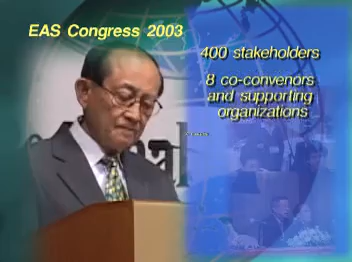 EAS Congress 2003
400 stakeholders
8 co-convenors
and supporting
organizations